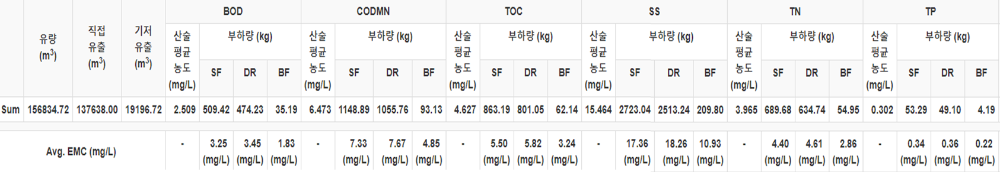 BOD CODMN TOC SS TN TP
유량 (m3) 직접 유출 (m3) 기저 유출 (m3) 산술 평균 농도 (mg/L) 부하량 (kg) 산술 평균 농도 (mg/L) 부하량 (kg) 산술 평균 농도 (mg/L) 부하량 (kg) 산술 평균 농도 (mg/L) 부하량 (kg) 산술 평균 농도 (mg/L) 부하량 (kg) 산술 평균 농도 (mg/L) 부하량 (kg)
SF DR BF SF DR BF SF DR BF SF DR BF SF DR BF SF DR BF
Sum 156834.72 137638.00 19196.72 2.509 509.42 474.23 35.19 6.473 1148.89 1055.76 93.13 4.627 863.19 801.05 62.14 15.464 2723.04 2513.24 209.80 3.965 689.68 634.74 54.95 0.302 53.29 49.10 4.19
Avg. EMC (mg/L) - 3.25 (mg/L) 3.45 (mg/L) 1.83 (mg/L) - 7.33 (mg/L) 7.67 (mg/L) 4.85 (mg/L) - 5.50 (mg/L) 5.82 (mg/L) 3.24 (mg/L) - 17.36 (mg/L) 18.26 (mg/L) 10.93 (mg/L) - 4.40 (mg/L) 4.61 (mg/L) 2.86 (mg/L) - 0.34 (mg/L) 0.36 (mg/L) 0.22 (mg/L)